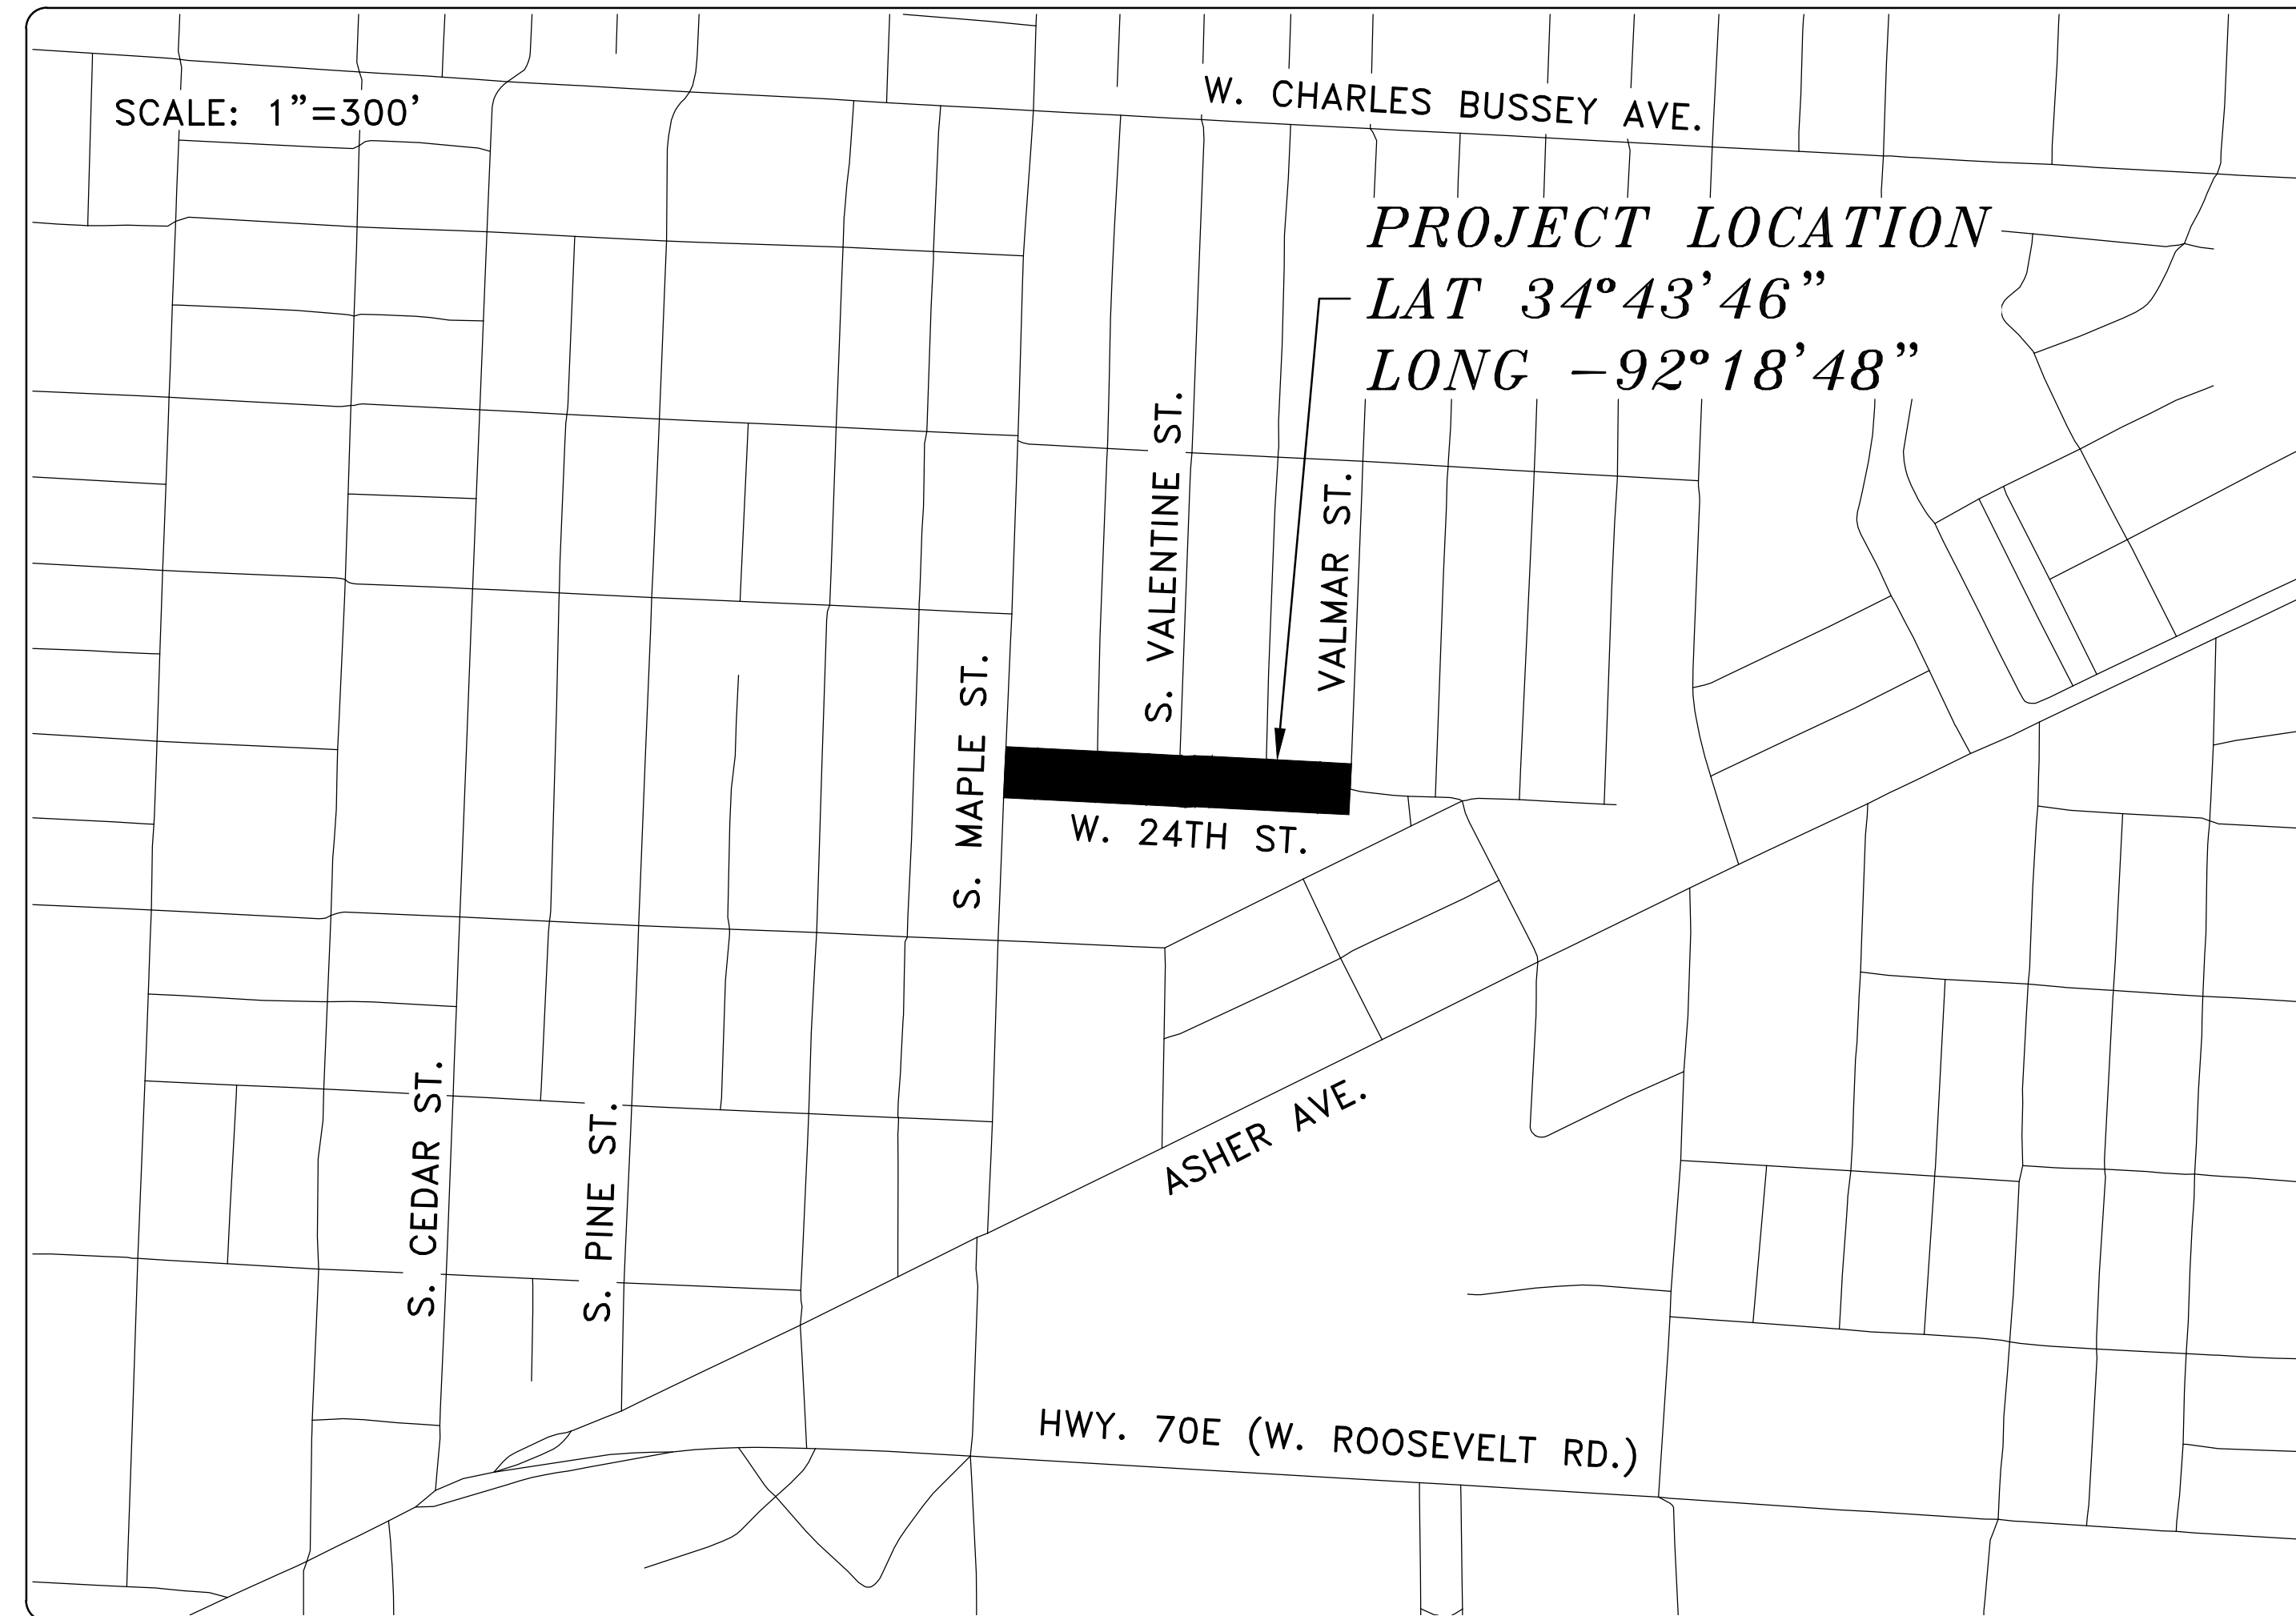 W. CHARLES BUSSEY AVE.
SCALE: 1”=300’
PROJECT LOCATION
LAT 34°43’46”
LONG -92°18’48”
S. VALENTINE ST.
VALMAR ST.
S. MAPLE ST.
W. 24TH ST.
S. CEDAR ST.
S. PINE ST.
ASHER AVE.
HWY. 70E (W. ROOSEVELT RD.)